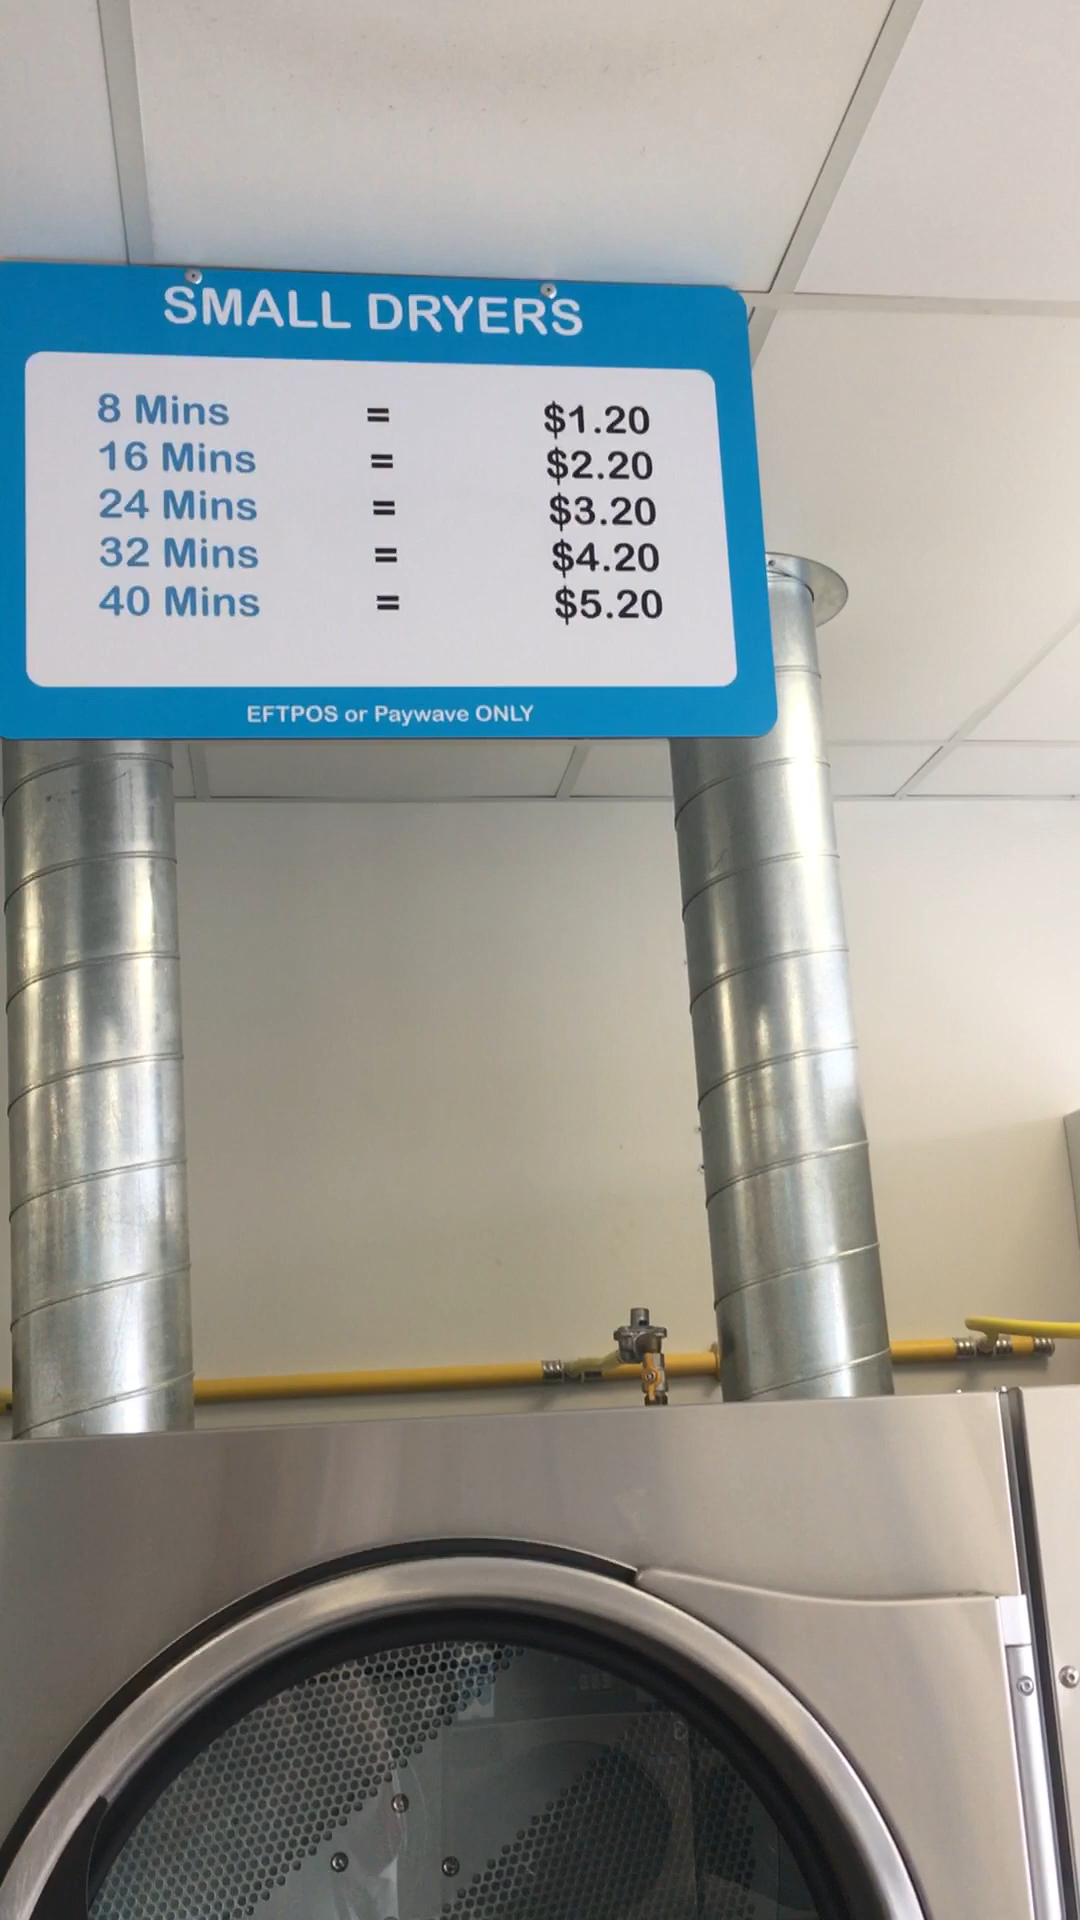 SMALL DRYERS
8 Mins = $1.20
16 Mins = $2.20
24 Mins = $3.20
32 Mins = $4.20
40 Mins = $5.20
EFTPOS or Paywave ONLY